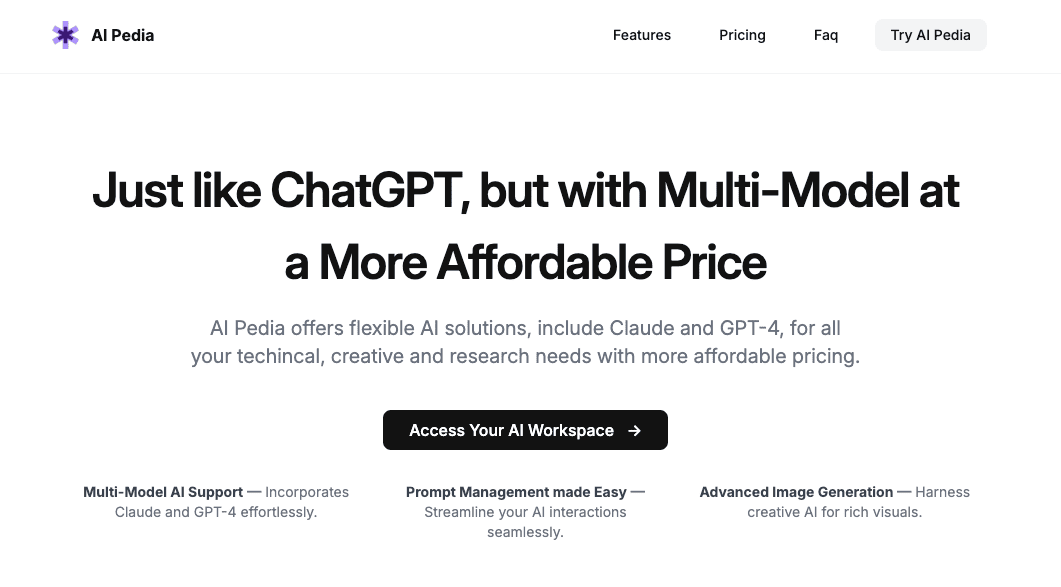 AI Pedia
Features
Pricing
Faq
Try AI Pedia
Just like ChatGPT, but with Multi-Model at
a More Affordable Price
AI Pedia offers flexible AI solutions, include Claude and GPT-4, for all
your techincal, creative and research needs with more affordable pricing.
Access Your AI Workspace →
Multi-Model AI Support — Incorporates
Claude and GPT-4 effortlessly.
Prompt Management made Easy —
Streamline your AI interactions
seamlessly.
Advanced Image Generation — Harness
creative AI for rich visuals.